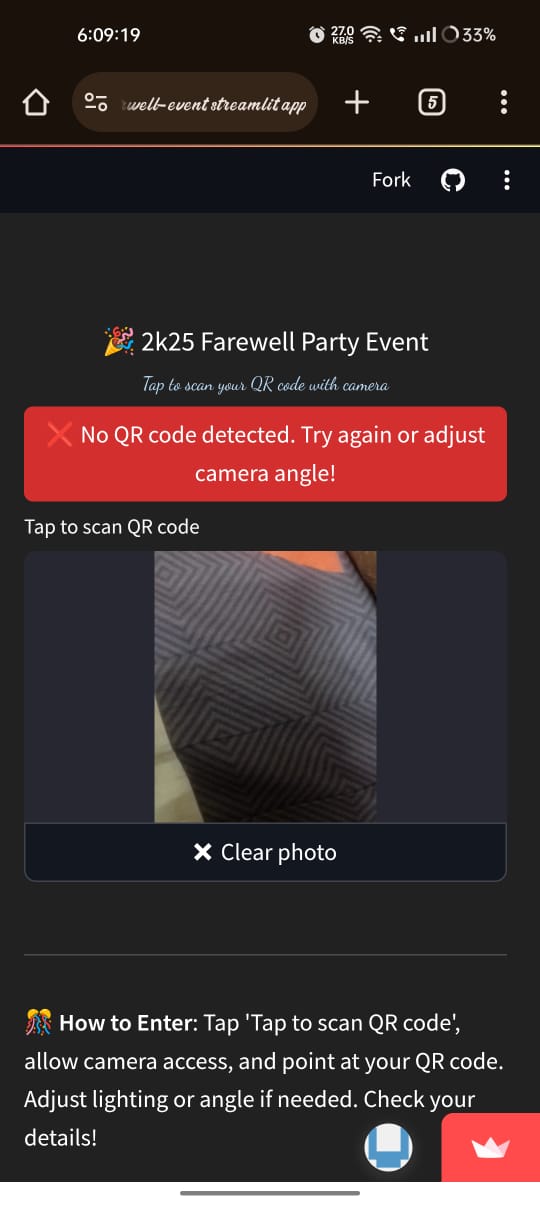 6:09:19 27.0 KB/S 33%
well-event streamlit app 5
Fork
🎉 2k25 Farewell Party Event
Tap to scan your QR code with camera
❌ No QR code detected. Try again or adjust
camera angle!
Tap to scan QR code
Clear photo
🎊 How to Enter: Tap 'Tap to scan QR code',
allow camera access, and point at your QR code.
Adjust lighting or angle if needed. Check your
details!